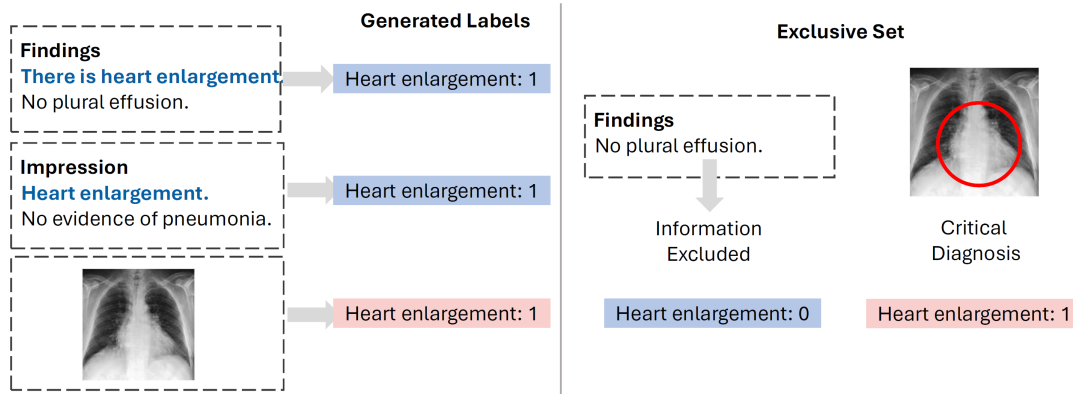 Generated Labels
Findings
There is heart enlargement.
No plural effusion.
Heart enlargement: 1
Impression
Heart enlargement.
No evidence of pneumonia.
Heart enlargement: 1
Heart enlargement: 1
Exclusive Set
Findings
No plural effusion.
Information
Excluded
Critical
Diagnosis
Heart enlargement: 0
Heart enlargement: 1